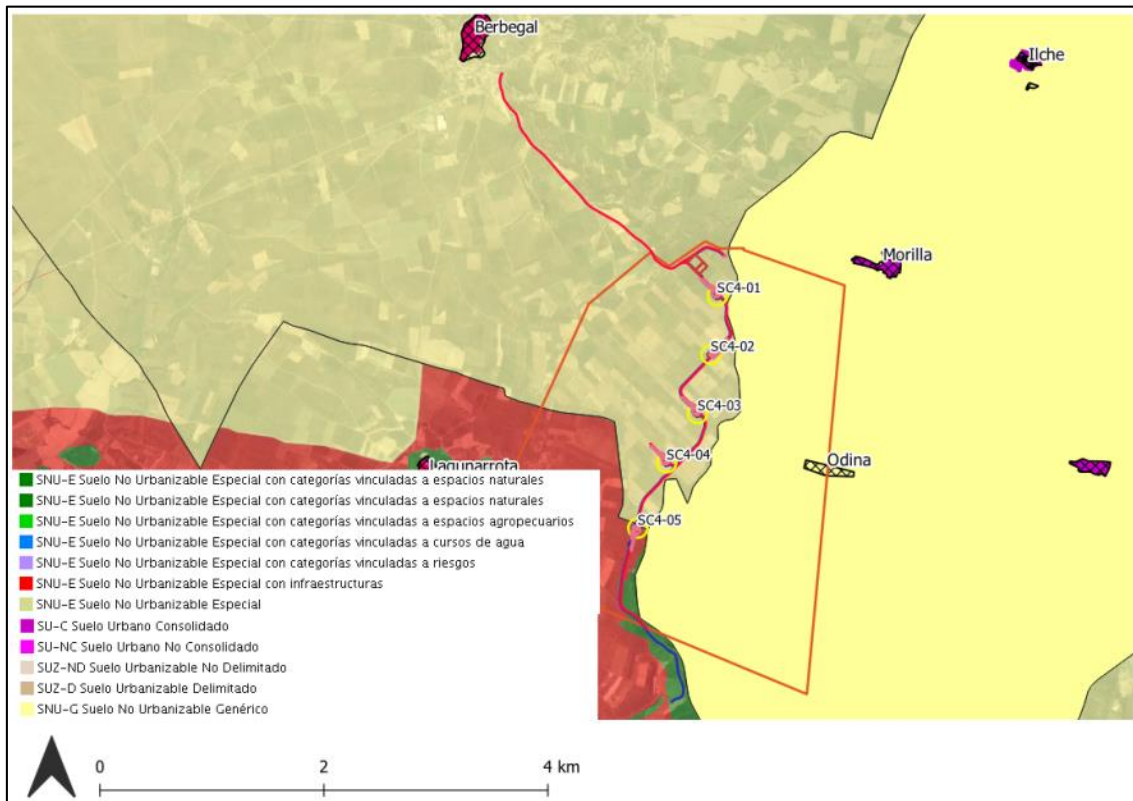 Berbegal
Ilche
Morilla
SC4-01
SC4-02
SC4-03
SC4-04
Odina
Lagunarrota
SC4-05
SNU-E Suelo No Urbanizable Especial con categorías vinculadas a espacios naturales
SNU-E Suelo No Urbanizable Especial con categorías vinculadas a espacios naturales
SNU-E Suelo No Urbanizable Especial con categorías vinculadas a espacios agropecuarios
SNU-E Suelo No Urbanizable Especial con categorías vinculadas a cursos de agua
SNU-E Suelo No Urbanizable Especial con categorías vinculadas a riesgos
SNU-E Suelo No Urbanizable Especial con infraestructuras
SNU-E Suelo No Urbanizable Especial
SU-C Suelo Urbano Consolidado
SU-NC Suelo Urbano No Consolidado
SUZ-ND Suelo Urbanizable No Delimitado
SUZ-D Suelo Urbanizable Delimitado
SNU-G Suelo No Urbanizable Genérico
0 2 4 km